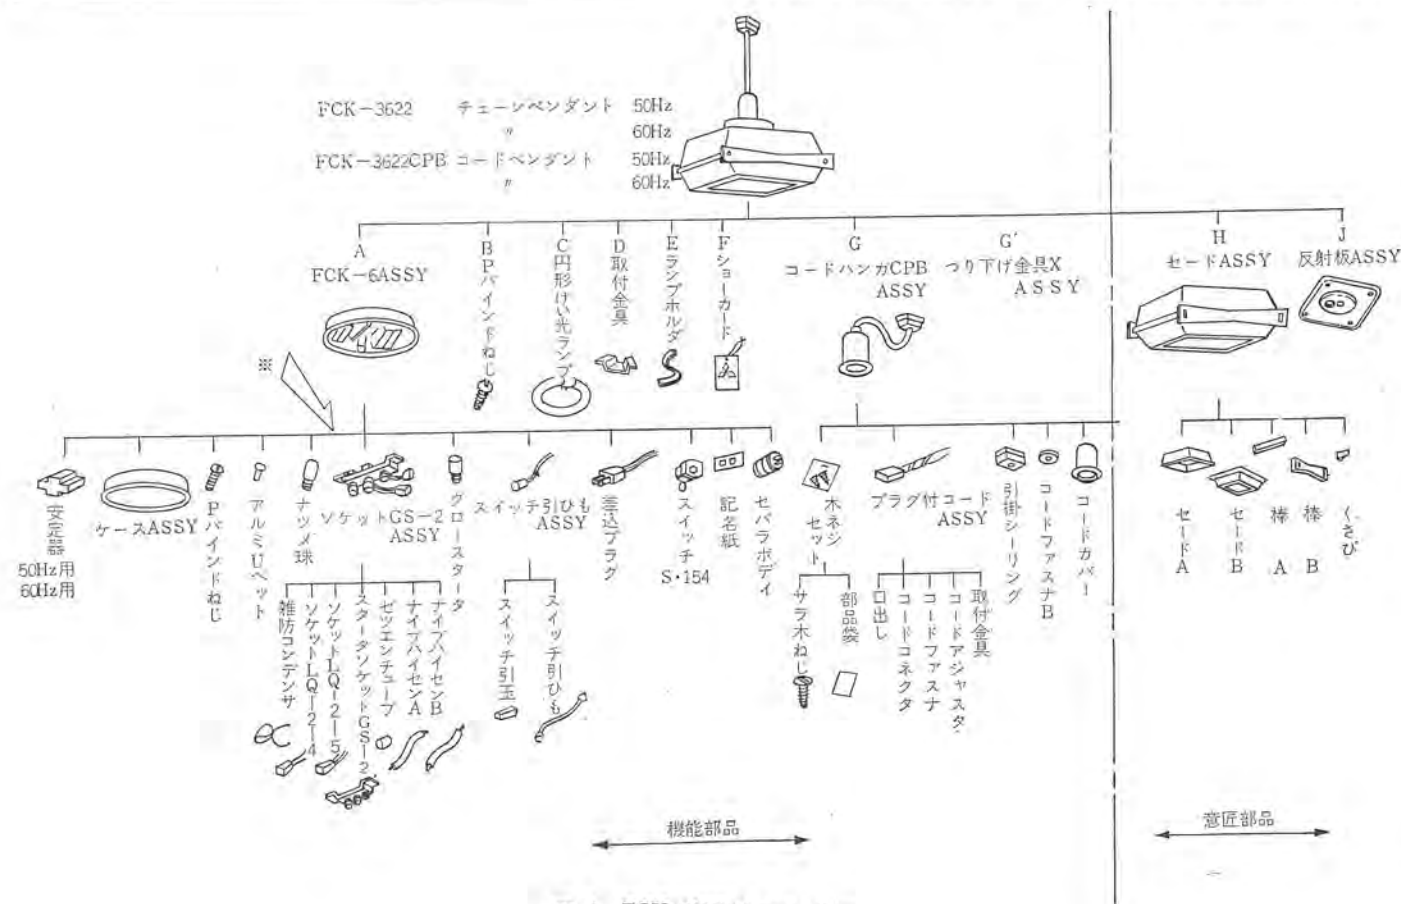 FCK-3622 チェーンペンダント 50Hz
〃 60Hz
FCK-3622CPB コードペンダント 50Hz
〃 60Hz
A
FCK-6ASSY
B
Pバインドねじ
C
円形けい光ランプ
D
取付金具
E
ランプホルダ
F
ショーカード
G
コードハンガCPB
ASSY
G′
つり下げ金具X
ASSY
H
セードASSY
J
反射板ASSY
※
安定器
50Hz用
60Hz用
ケースASSY
Pバインドねじ
アルミリベット
ナツメ球
ソケットGS-2
ASSY
グロースタータ
スイッチ引ひも
ASSY
差込プラグ
スイッチ
S・154
記名紙
セパラボデイ
木ネジ
セット
プラグ付コード
ASSY
引掛シーリング
コードファスナB
コードカバー
セードA
セードB
棒A
棒B
くさび
雑防コンデンサ
ソケットLQ-2-4
ソケットLQ-2-5
スタータソケットGS-2
ゼツエンチューブ
ナイブハイセンA
ナイブハイセンB
スイッチ引玉
スイッチ引ひも
サラ木ねじ
部品袋
口出し
コードコネクタ
コードファスナ
コードアジャスタ
取付金具
機能部品
意匠部品